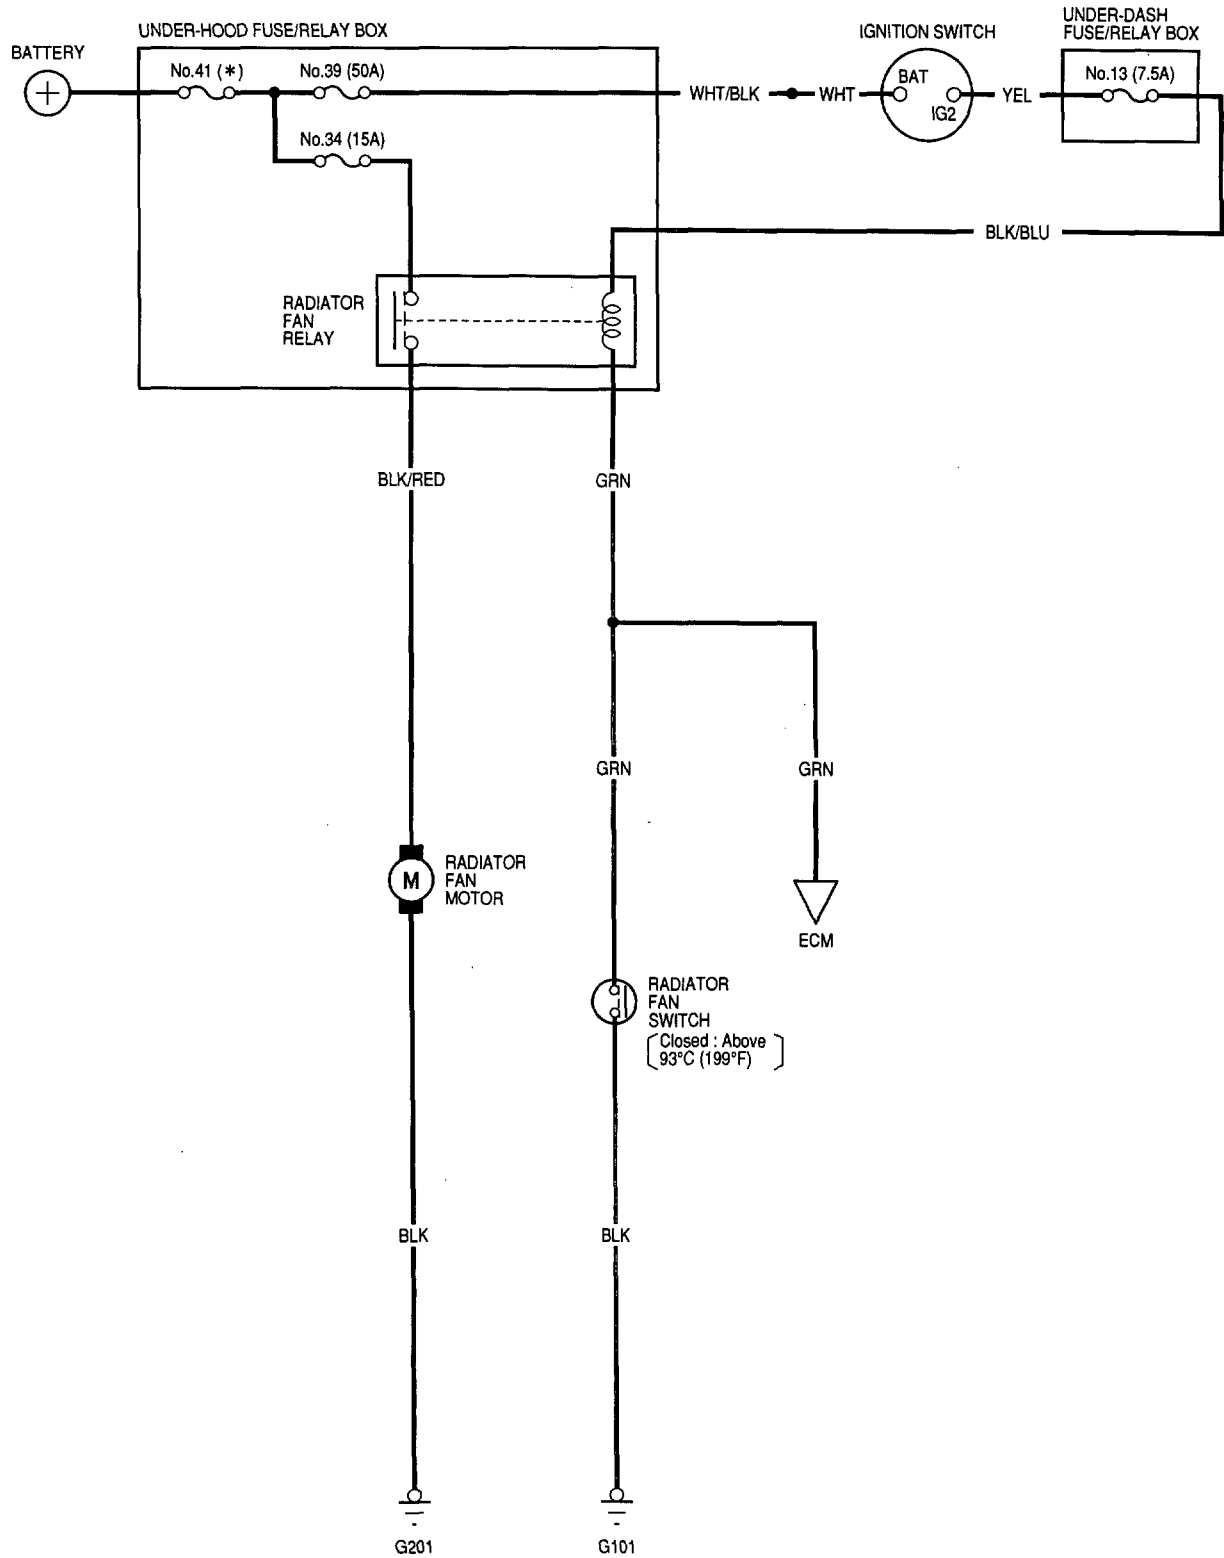 UNDER-HOOD FUSE/RELAY BOX
IGNITION SWITCH
UNDER-DASH
FUSE/RELAY BOX
BATTERY
No.41 (*)
No.39 (50A)
BAT
No.13 (7.5A)
WHT/BLK
WHT
YEL
IG2
No.34 (15A)
BLK/BLU
RADIATOR
FAN
RELAY
BLK/RED
GRN
GRN
GRN
M
RADIATOR
FAN
MOTOR
ECM
RADIATOR
FAN
SWITCH
Closed : Above
93°C (199°F)
BLK
BLK
G201
G101